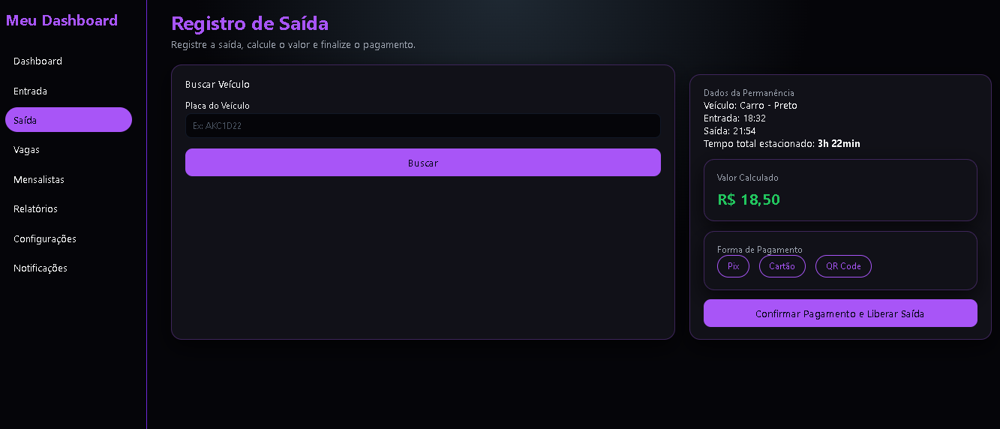 Meu Dashboard
Dashboard
Entrada
Saída
Vagas
Mensalistas
Relatórios
Configurações
Notificações
Registro de Saída
Registre a saída, calcule o valor e finalize o pagamento.
Buscar Veículo
Placa do Veículo
Ex: AKC1D22
Buscar
Dados da Permanência
Veículo: Carro - Preto
Entrada: 18:32
Saída: 21:54
Tempo total estacionado: 3h 22min
Valor Calculado
R$ 18,50
Forma de Pagamento
Pix Cartão QR Code
Confirmar Pagamento e Liberar Saída